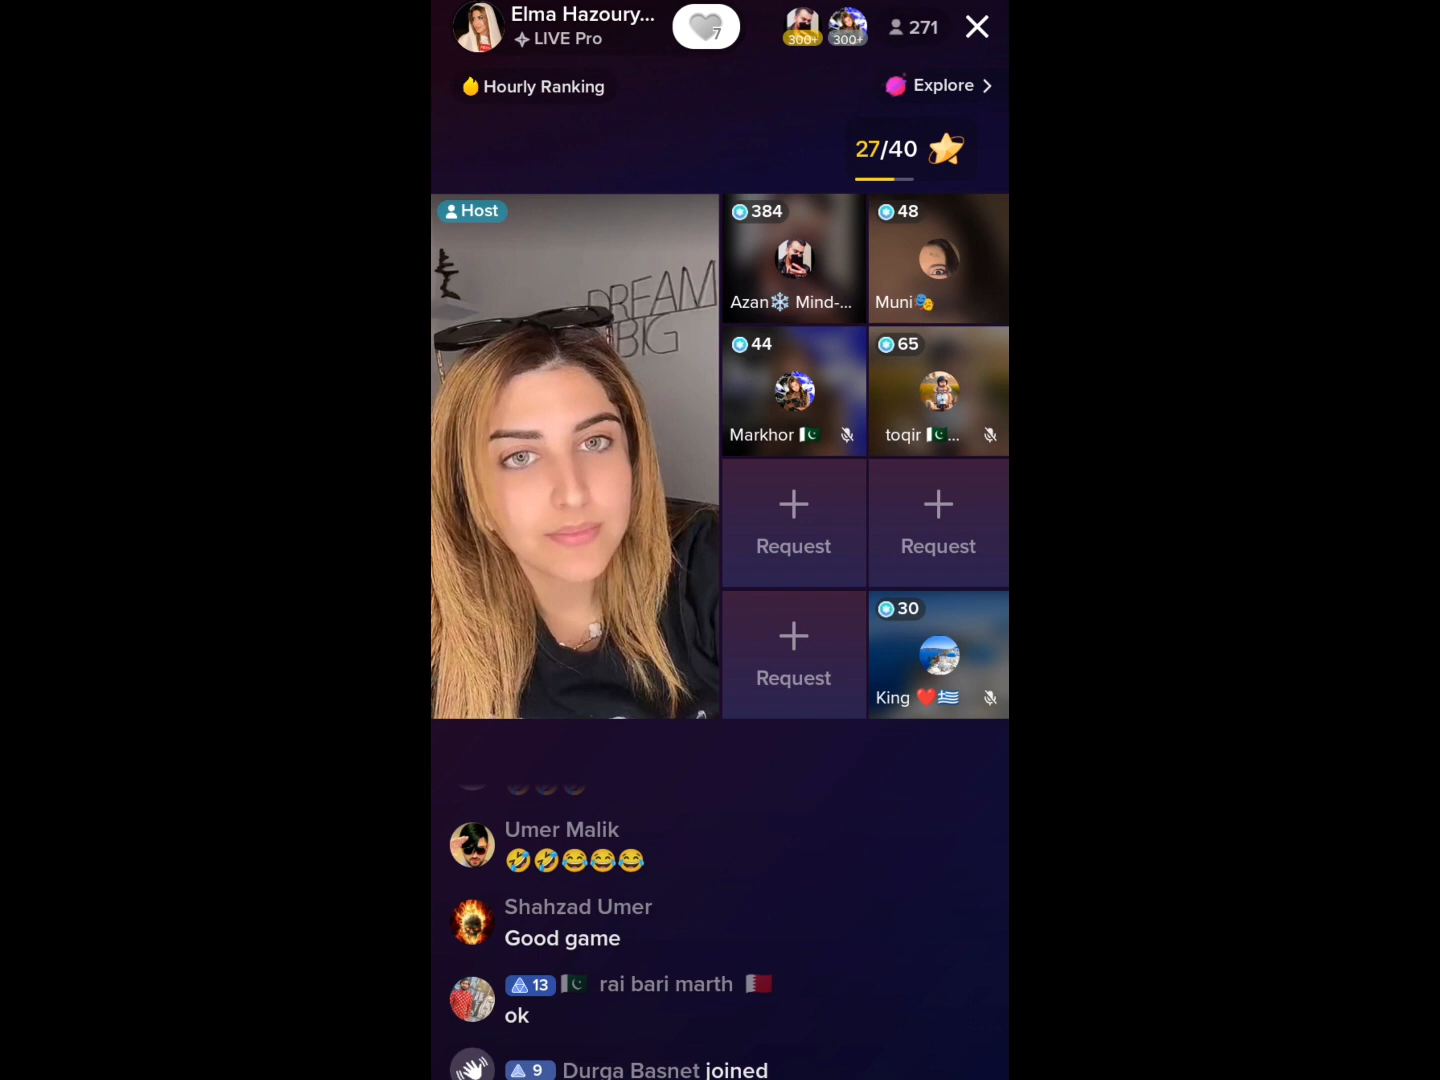 Elma Hazoury...
LIVE Pro
7
300+
300+
271
Hourly Ranking
Explore
27/40
Host
DREAM
BIG
384
Azan❄️ Mind-...
48
Muni🎭
44
Markhor 🇵🇰
65
toqir 🇵🇰...
Request
Request
Request
30
King ❤️🇬🇷
🤣🤣🤣
Umer Malik
🤣🤣😂😂😂
Shahzad Umer
Good game
13 🇵🇰 rai bari marth 🇧🇭
ok
9 Durga Basnet joined